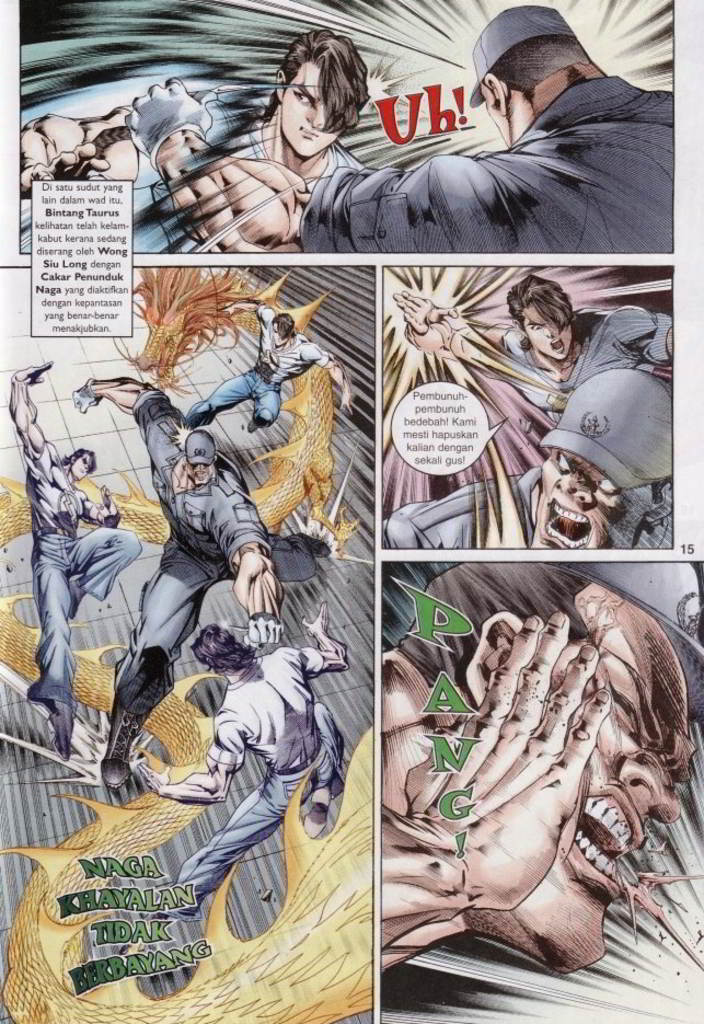 Uh!
Di satu sudut yang
lain dalam wad itu,
Bintang Taurus
kelihatan telah kelam-
kabut kerana sedang
diserang oleh Wong
Siu Long dengan
Cakar Penunduk
Naga yang diaktifkan
dengan kepantasan
yang benar-benar
menakjubkan.
Pembunuh-
pembunuh
bedebah! Kami
mesti hapuskan
kalian dengan
sekali gus!
15
PANG!
NAGA
KHAYALAN
TIDAK
BERBAYANG